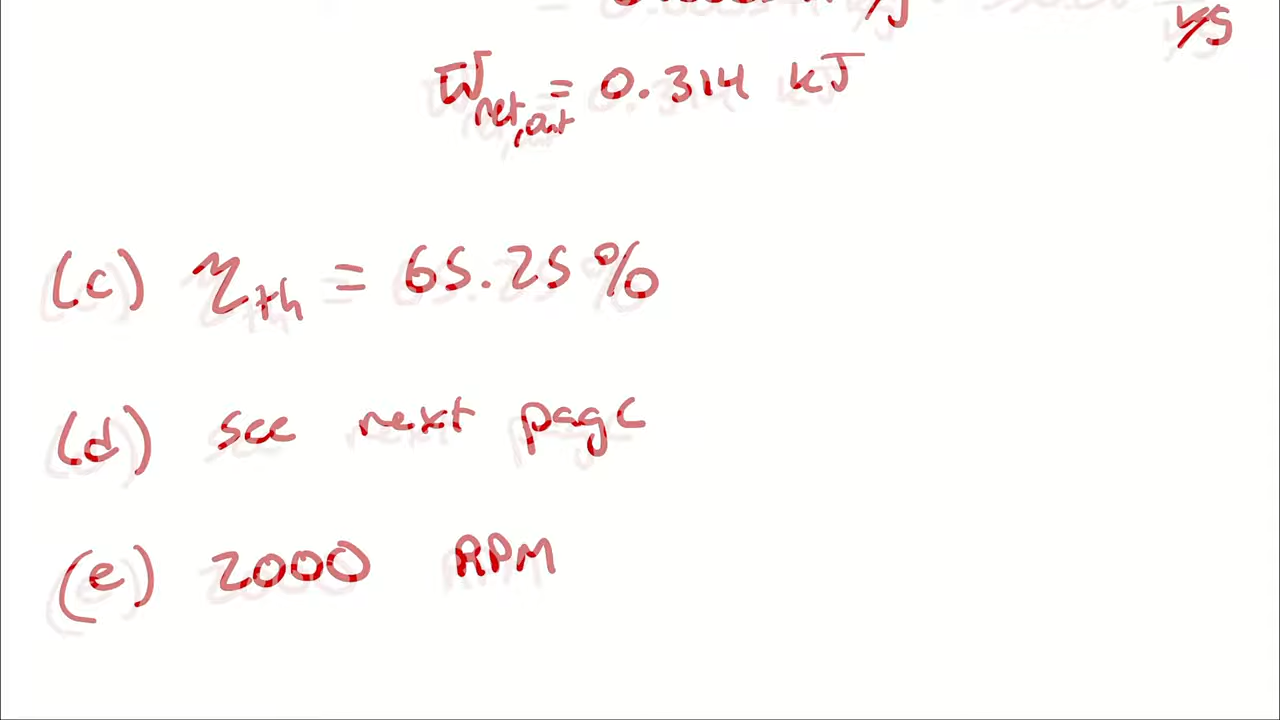 W_net,out = 0.314 kJ
(c) η_th = 65.25 %
(d) see next page
(e) 2000 RPM